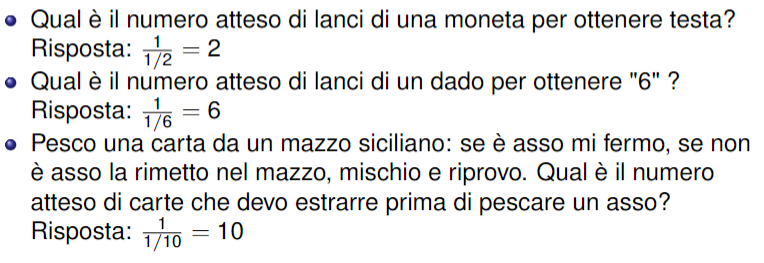 Qual è il numero atteso di lanci di una moneta per ottenere testa?
Risposta: 1/1/2 = 2
Qual è il numero atteso di lanci di un dado per ottenere "6" ?
Risposta: 1/1/6 = 6
Pesco una carta da un mazzo siciliano: se è asso mi fermo, se non
è asso la rimetto nel mazzo, mischio e riprovo. Qual è il numero
atteso di carte che devo estrarre prima di pescare un asso?
Risposta: 1/1/10 = 10